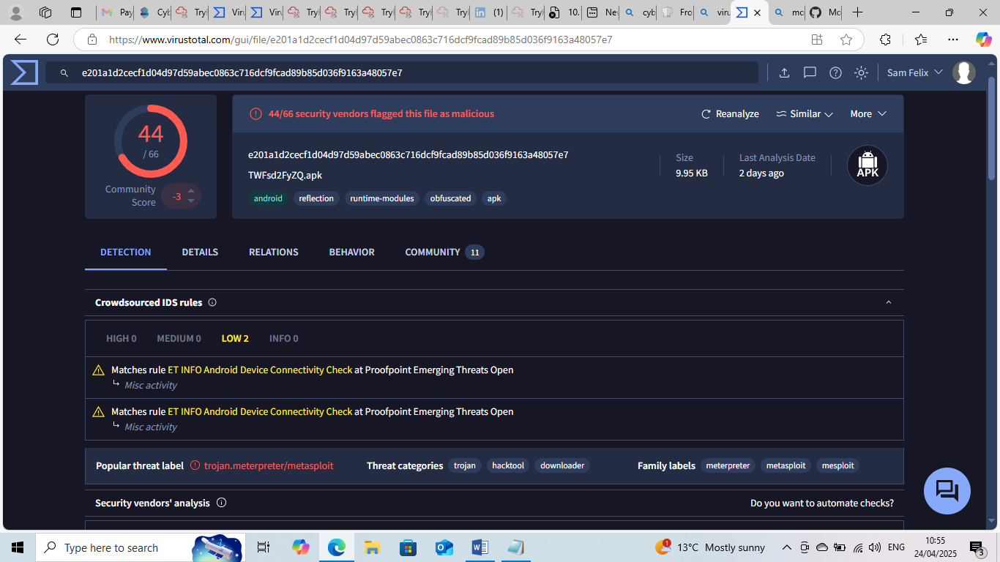 Pay
Cyb
Try
Viru
Viru
Try
Try
Try
Try
Try
(1)
Try
10.
Ne
cyb
Fro
viru
mc
Mc
https://www.virustotal.com/gui/file/e201a1d2cecf1d04d97d59abec0863c716dcf9fcad89b85d036f9163a48057e7
e201a1d2cecf1d04d97d59abec0863c716dcf9fcad89b85d036f9163a48057e7
Sam Felix
44
/ 66
Community Score
-3
44/66 security vendors flagged this file as malicious
Reanalyze
Similar
More
e201a1d2cecf1d04d97d59abec0863c716dcf9fcad89b85d036f9163a48057e7
TWFsd2FyZQ.apk
android
reflection
runtime-modules
obfuscated
apk
Size
9.95 KB
Last Analysis Date
2 days ago
APK
DETECTION
DETAILS
RELATIONS
BEHAVIOR
COMMUNITY
11
Crowdsourced IDS rules
HIGH 0
MEDIUM 0
LOW 2
INFO 0
Matches rule ET INFO Android Device Connectivity Check at Proofpoint Emerging Threats Open
Misc activity
Matches rule ET INFO Android Device Connectivity Check at Proofpoint Emerging Threats Open
Misc activity
Popular threat label
trojan.meterpreter/metasploit
Threat categories
trojan
hacktool
downloader
Family labels
meterpreter
metasploit
mesploit
Security vendors' analysis
Do you want to automate checks?
Type here to search
1
13°C Mostly sunny
ENG
10:55
24/04/2025
3